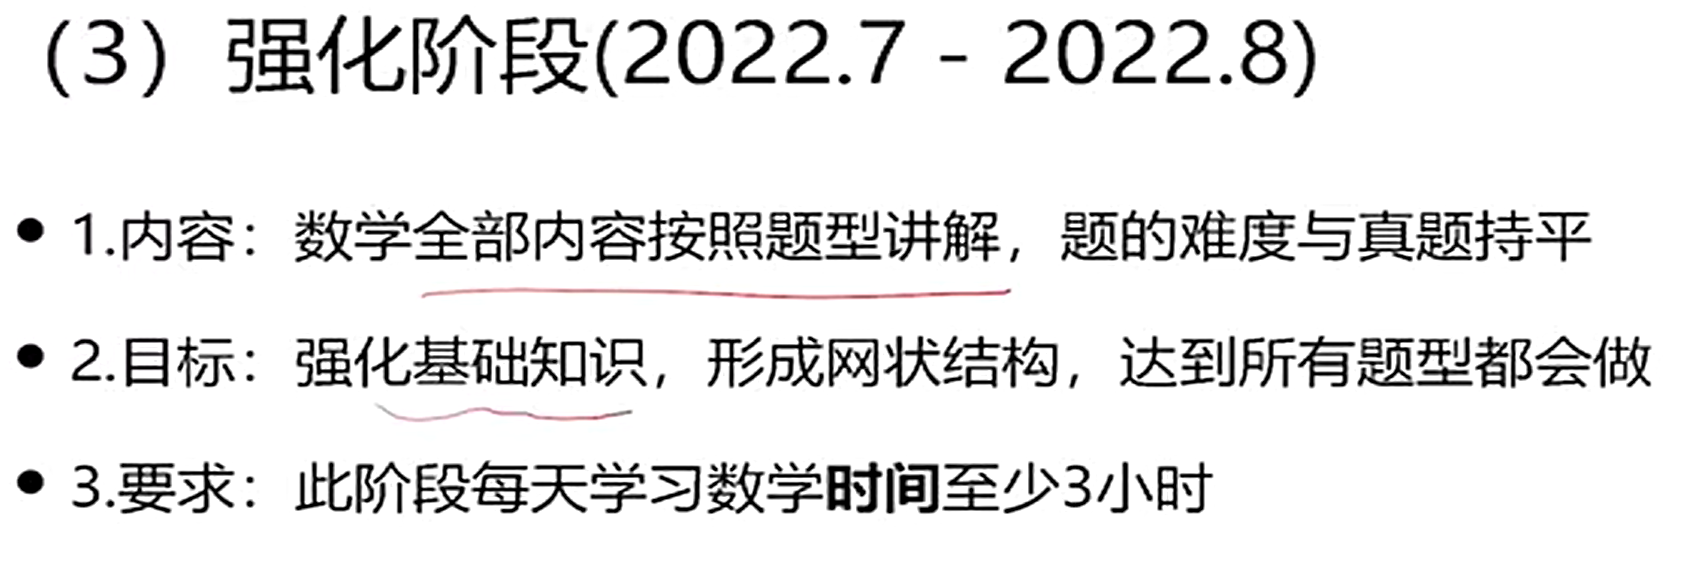 （3）强化阶段(2022.7 - 2022.8)
• 1.内容：数学全部内容按照题型讲解，题的难度与真题持平
• 2.目标：强化基础知识，形成网状结构，达到所有题型都会做
• 3.要求：此阶段每天学习数学时间至少3小时